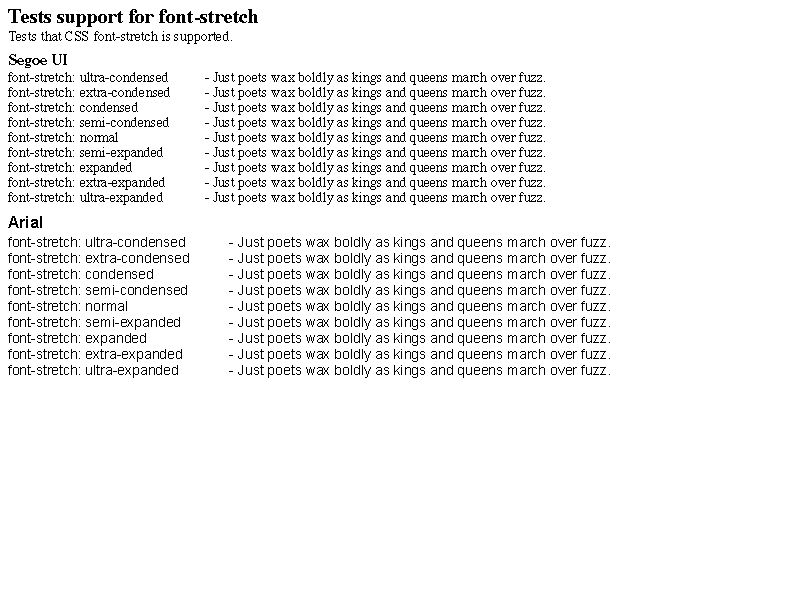 Tests support for font-stretch
Tests that CSS font-stretch is supported.
Segoe UI
font-stretch: ultra-condensed - Just poets wax boldly as kings and queens march over fuzz.
font-stretch: extra-condensed - Just poets wax boldly as kings and queens march over fuzz.
font-stretch: condensed - Just poets wax boldly as kings and queens march over fuzz.
font-stretch: semi-condensed - Just poets wax boldly as kings and queens march over fuzz.
font-stretch: normal - Just poets wax boldly as kings and queens march over fuzz.
font-stretch: semi-expanded - Just poets wax boldly as kings and queens march over fuzz.
font-stretch: expanded - Just poets wax boldly as kings and queens march over fuzz.
font-stretch: extra-expanded - Just poets wax boldly as kings and queens march over fuzz.
font-stretch: ultra-expanded - Just poets wax boldly as kings and queens march over fuzz.
Arial
font-stretch: ultra-condensed - Just poets wax boldly as kings and queens march over fuzz.
font-stretch: extra-condensed - Just poets wax boldly as kings and queens march over fuzz.
font-stretch: condensed - Just poets wax boldly as kings and queens march over fuzz.
font-stretch: semi-condensed - Just poets wax boldly as kings and queens march over fuzz.
font-stretch: normal - Just poets wax boldly as kings and queens march over fuzz.
font-stretch: semi-expanded - Just poets wax boldly as kings and queens march over fuzz.
font-stretch: expanded - Just poets wax boldly as kings and queens march over fuzz.
font-stretch: extra-expanded - Just poets wax boldly as kings and queens march over fuzz.
font-stretch: ultra-expanded - Just poets wax boldly as kings and queens march over fuzz.